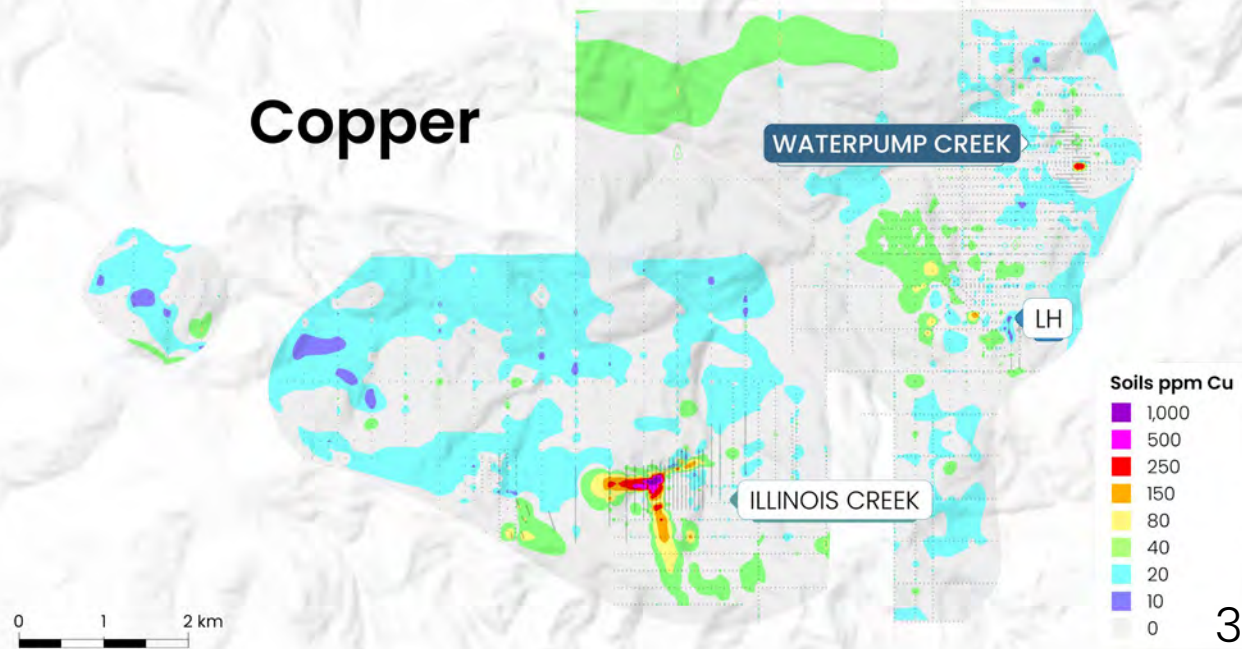 Copper
WATERPUMP CREEK
LH
ILLINOIS CREEK
Soils ppm Cu
1,000
500
250
150
80
40
20
10
0
0 1 2 km
3